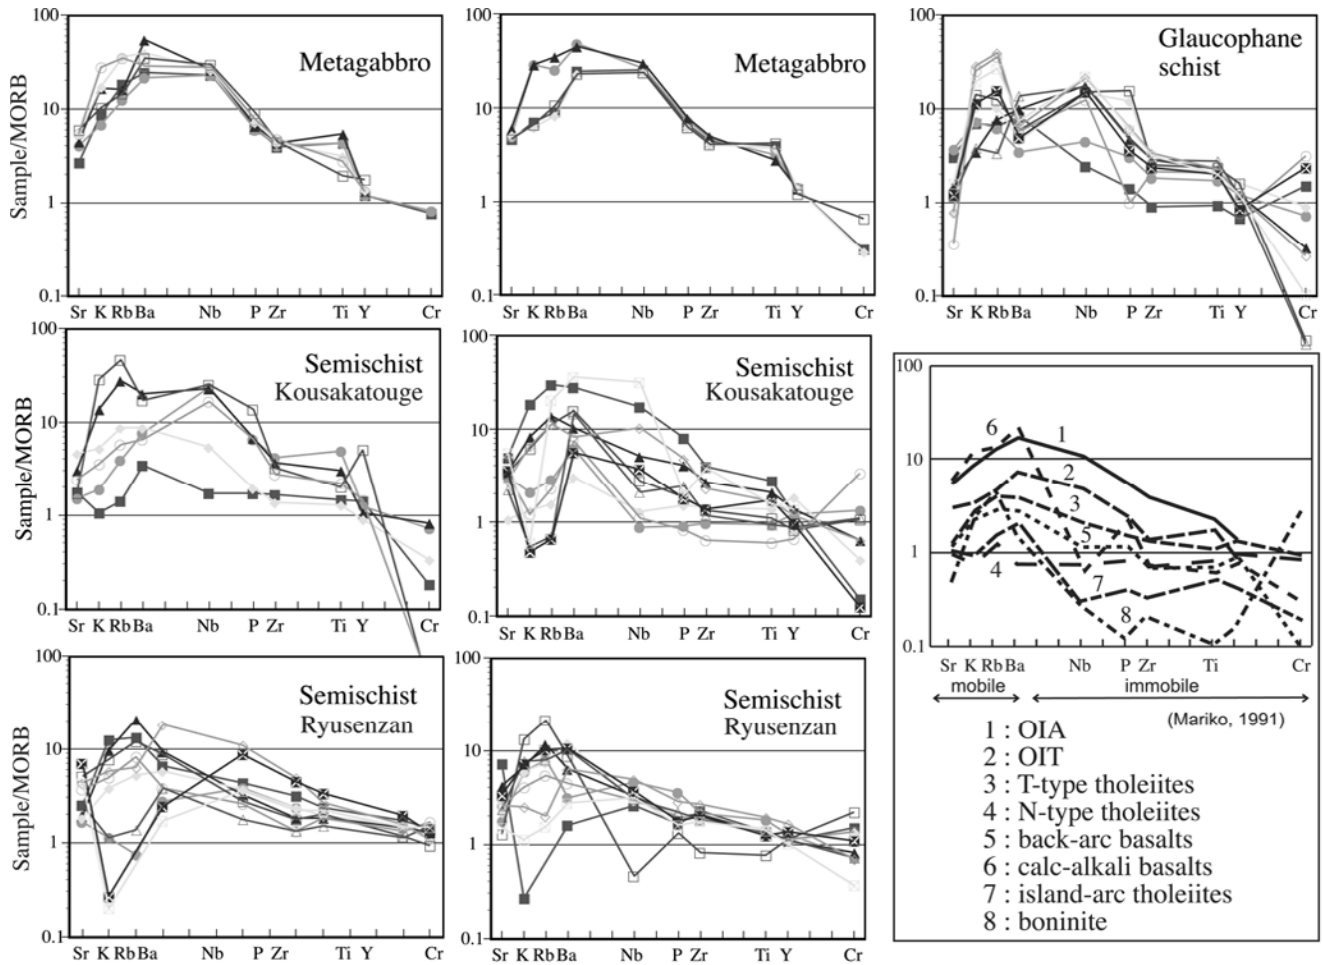 100
10
1
0.1
Sample/MORB
Metagabbro
Sr K Rb Ba Nb P Zr Ti Y Cr
100
10
1
0.1
Metagabbro
Sr K Rb Ba Nb P Zr Ti Y Cr
100
10
1
0.1
Glaucophane
schist
Sr K Rb Ba Nb P Zr Ti Y Cr
100
10
1
0.1
Sample/MORB
Semischist
Kousakatouge
Sr K Rb Ba Nb P Zr Ti Y Cr
100
10
1
0.1
Semischist
Kousakatouge
Sr K Rb Ba Nb P Zr Ti Y Cr
100
10
1
0.1
Sample/MORB
Semischist
Ryusenzan
Sr K Rb Ba Nb P Zr Ti Y Cr
100
10
1
0.1
Semischist
Ryusenzan
Sr K Rb Ba Nb P Zr Ti Y Cr
100
10
1
0.1
6
1
2
3
5
4
7
8
Sr K Rb Ba Nb P Zr Ti Cr
mobile immobile
(Mariko, 1991)
1 : OIA
2 : OIT
3 : T-type tholeiites
4 : N-type tholeiites
5 : back-arc basalts
6 : calc-alkali basalts
7 : island-arc tholeiites
8 : boninite